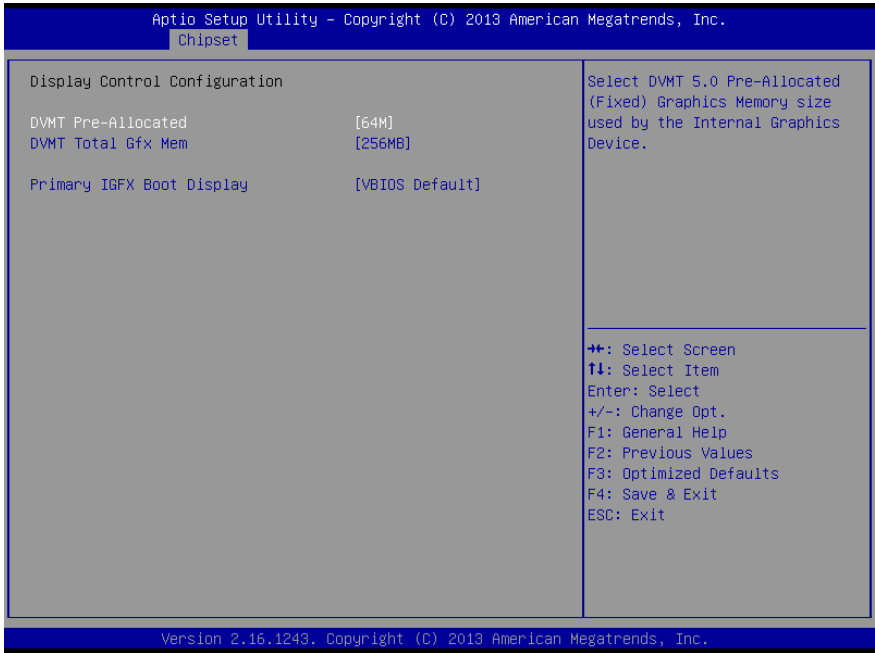 Aptio Setup Utility – Copyright (C) 2013 American Megatrends, Inc.
Chipset
Display Control Configuration
DVMT Pre-Allocated [64M]
DVMT Total Gfx Mem [256MB]
Primary IGFX Boot Display [VBIOS Default]
Select DVMT 5.0 Pre-Allocated
(Fixed) Graphics Memory size
used by the Internal Graphics
Device.
→←: Select Screen
↑↓: Select Item
Enter: Select
+/-: Change Opt.
F1: General Help
F2: Previous Values
F3: Optimized Defaults
F4: Save & Exit
ESC: Exit
Version 2.16.1243. Copyright (C) 2013 American Megatrends, Inc.